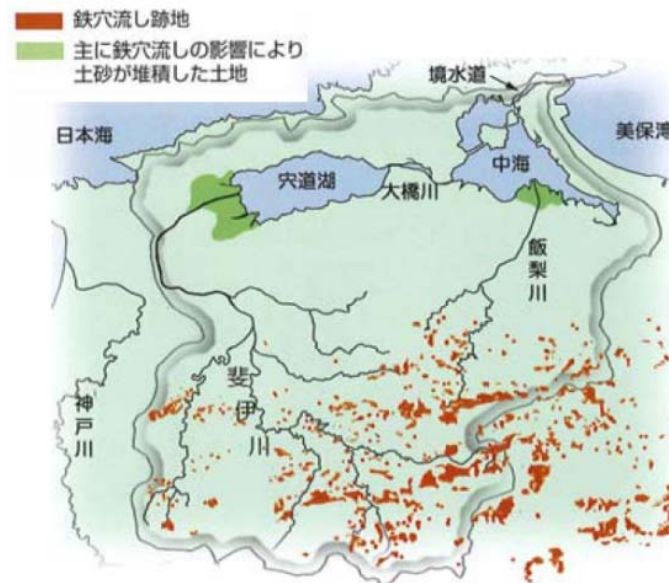 鉄穴流し跡地
主に鉄穴流しの影響により
土砂が堆積した土地
境水道
日本海
美保湾
中海
宍道湖
大橋川
飯梨川
斐伊川
神戸川